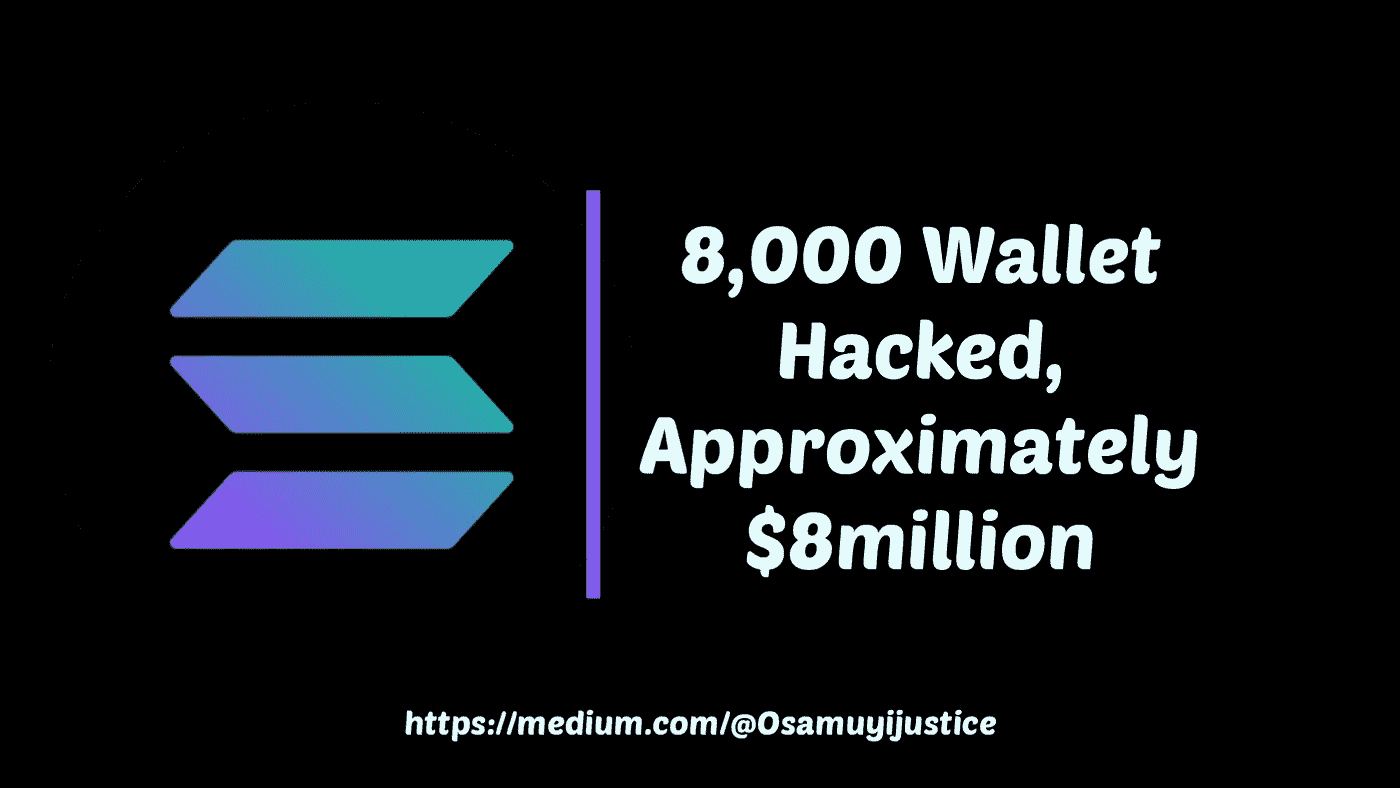 8,000 Wallet
Hacked,
Approximately
$8million
https://medium.com/@Osamuyijustice